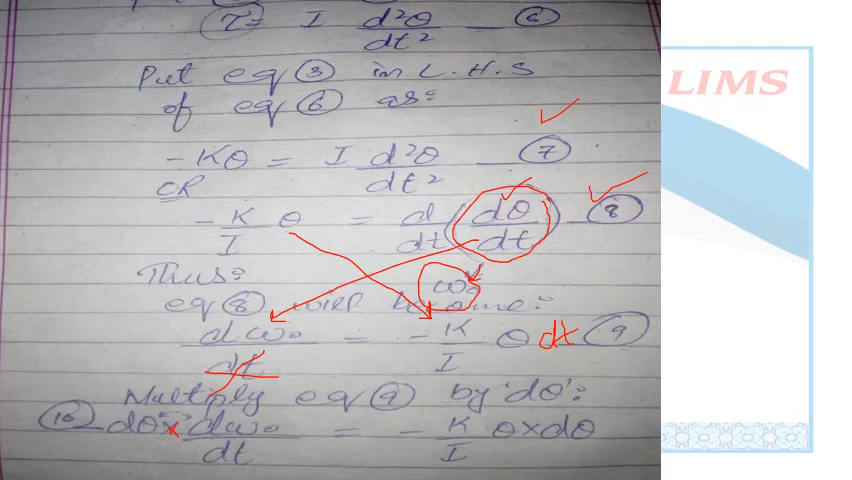 τ = I d²θ/dt² — (6)
Put eq (3) in L.H.S
of eq (6) as:
-Kθ = I d²θ/dt² — (7)
OR
-K/I θ = d/dt (dθ/dt) — (8)
Thus: ω₀
eq (8) will become:
dω₀/dt = -K/I θ dt (9)
Multiply eq (9) by 'dθ':
(10) dθ × dω₀/dt = -K/I θ×dθ
LIMS